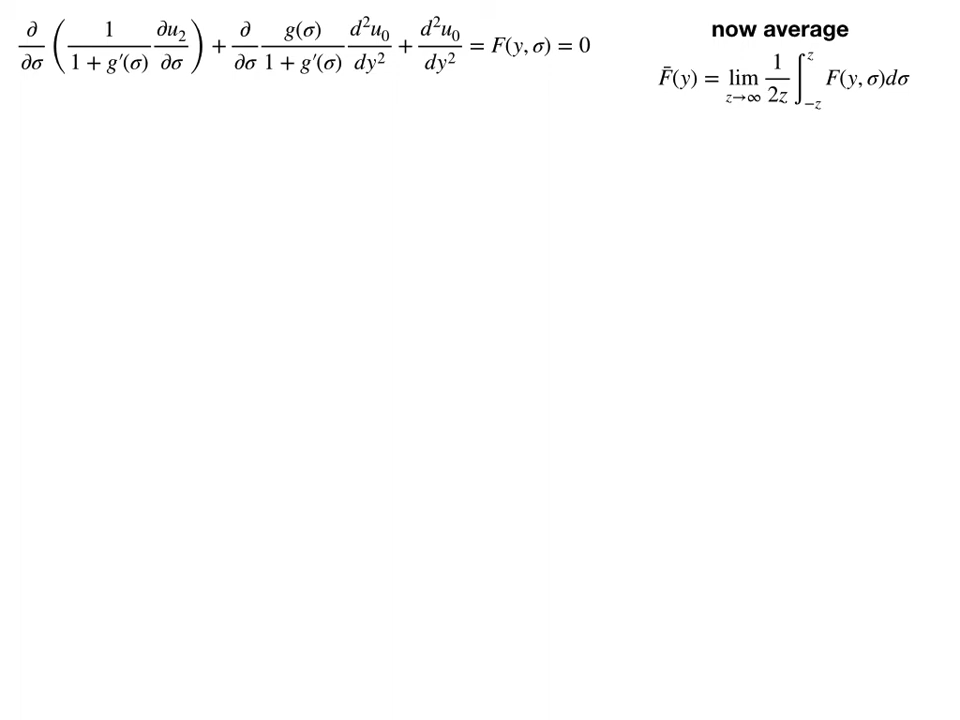 ∂/∂σ ( 1/(1 + g′(σ)) ∂u₂/∂σ ) + ∂/∂σ g(σ)/(1 + g′(σ)) d²u₀/dy² + d²u₀/dy² = F(y, σ) = 0
now average
F̄(y) = lim_{z→∞} 1/2z ∫_{−z}^{z} F(y, σ)dσ